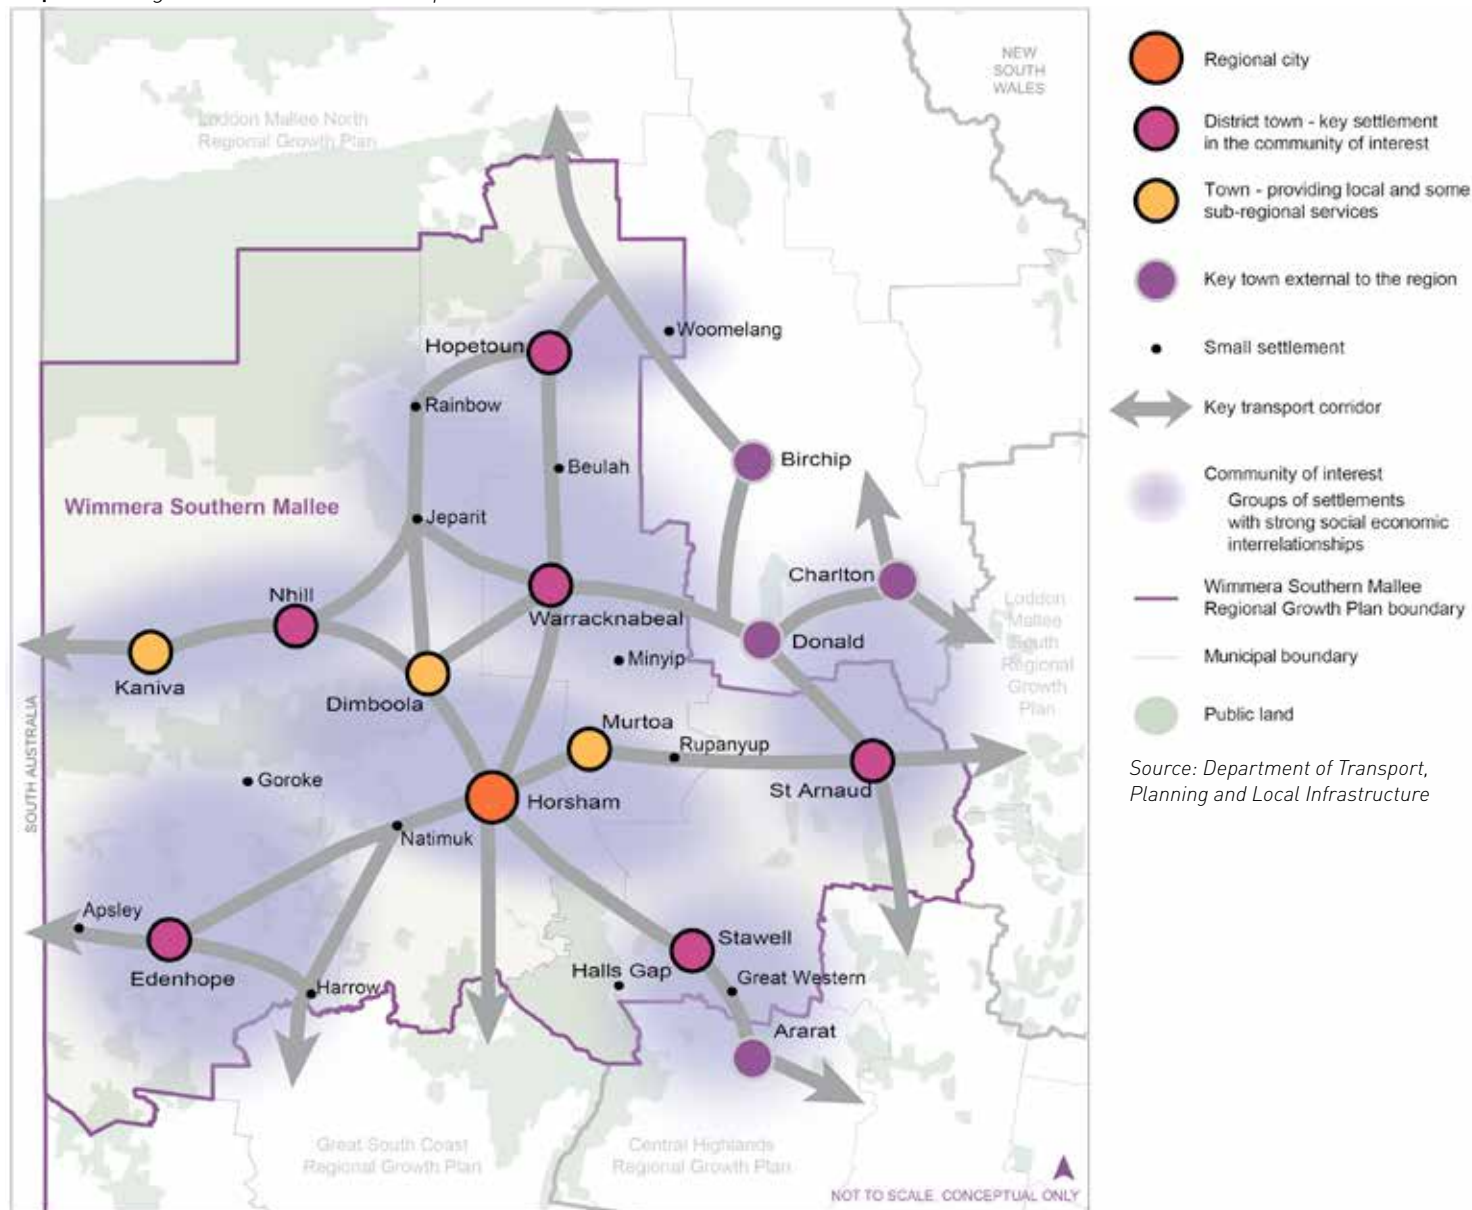 NEW
SOUTH
WALES
Loddon Mallee North
Regional Growth Plan
Woomelang
Hopetoun
Rainbow
Birchip
Beulah
Wimmera Southern Mallee
Jeparit
Charlton
Nhill
Warracknabeal
Loddon
Mallee
South
Regional
Growth
Plan
Donald
Minyip
Kaniva
Dimboola
Murtoa
Rupanyup
SOUTH AUSTRALIA
Goroke
St Arnaud
Horsham
Natimuk
Apsley
Stawell
Edenhope
Halls Gap
Great Western
Harrow
Ararat
Great South Coast
Regional Growth Plan
Central Highlands
Regional Growth Plan
NOT TO SCALE. CONCEPTUAL ONLY
Regional city
District town - key settlement
in the community of interest
Town - providing local and some
sub-regional services
Key town external to the region
Small settlement
Key transport corridor
Community of interest
Groups of settlements
with strong social economic
interrelationships
Wimmera Southern Mallee
Regional Growth Plan boundary
Municipal boundary
Public land
Source: Department of Transport,
Planning and Local Infrastructure